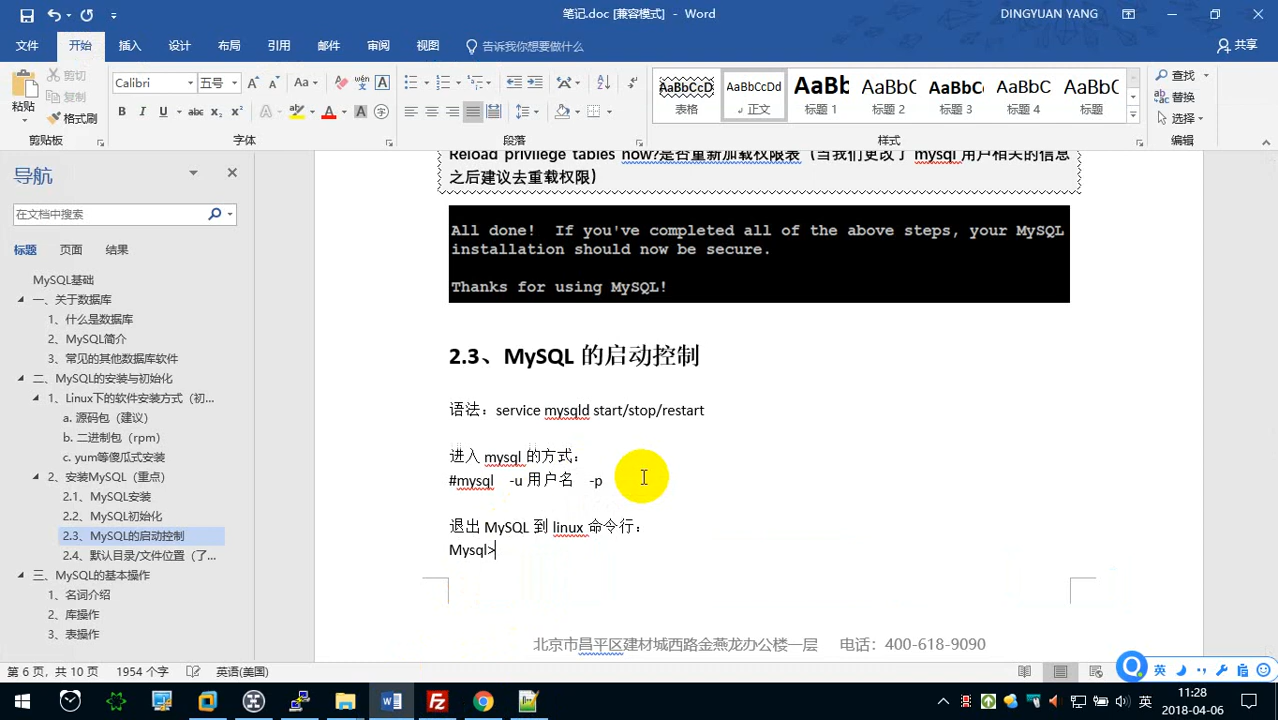 笔记.doc [兼容模式] - Word
DINGYUAN YANG
文件 开始 插入 设计 布局 引用 邮件 审阅 视图 告诉我你想要做什么 共享
粘贴 剪切 复制 格式刷
Calibri 五号
AaBbCcD 表格
AaBbCcDd 正文
AaBb 标题 1
AaBbC 标题 2
AaBbC 标题 3
AaBbC 标题 4
AaBbC 标题
查找 替换 选择
剪贴板 字体 段落 样式 编辑
导航
在文档中搜索
标题 页面 结果
MySQL基础
一、关于数据库
1、什么是数据库
2、MySQL简介
3、常见的其他数据库软件
二、MySQL的安装与初始化
1、Linux下的软件安装方式（初...
a. 源码包（建议）
b. 二进制包（rpm）
c. yum等傻瓜式安装
2、安装MySQL（重点）
2.1、MySQL安装
2.2、MySQL初始化
2.3、MySQL的启动控制
2.4、默认目录/文件位置（了...
三、MySQL的基本操作
1、名词介绍
2、库操作
3、表操作
Reload privilege tables now?是否重新加载权限表（当我们更改了 mysql 用户相关的信息
之后建议去重载权限）
All done! If you've completed all of the above steps, your MySQL
installation should now be secure.
Thanks for using MySQL!
2.3、MySQL 的启动控制
语法：service mysqld start/stop/restart
进入 mysql 的方式：
#mysql -u 用户名 -p
退出 MySQL 到 linux 命令行：
Mysql>
北京市昌平区建材城西路金燕龙办公楼一层 电话：400-618-9090
第 6 页，共 10 页 1954 个字 英语(美国)
英
英 11:28
2018-04-06